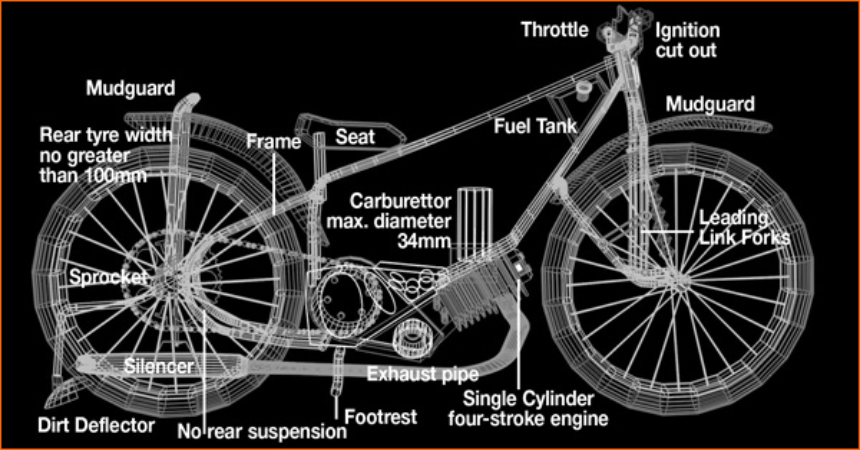 Throttle
Ignition
cut out
Mudguard
Mudguard
Rear tyre width
no greater
than 100mm
Frame
Seat
Fuel Tank
Carburettor
max. diameter
34mm
Leading
Link Forks
Sprocket
Silencer
Exhaust pipe
Single Cylinder
four-stroke engine
Footrest
Dirt Deflector
No rear suspension